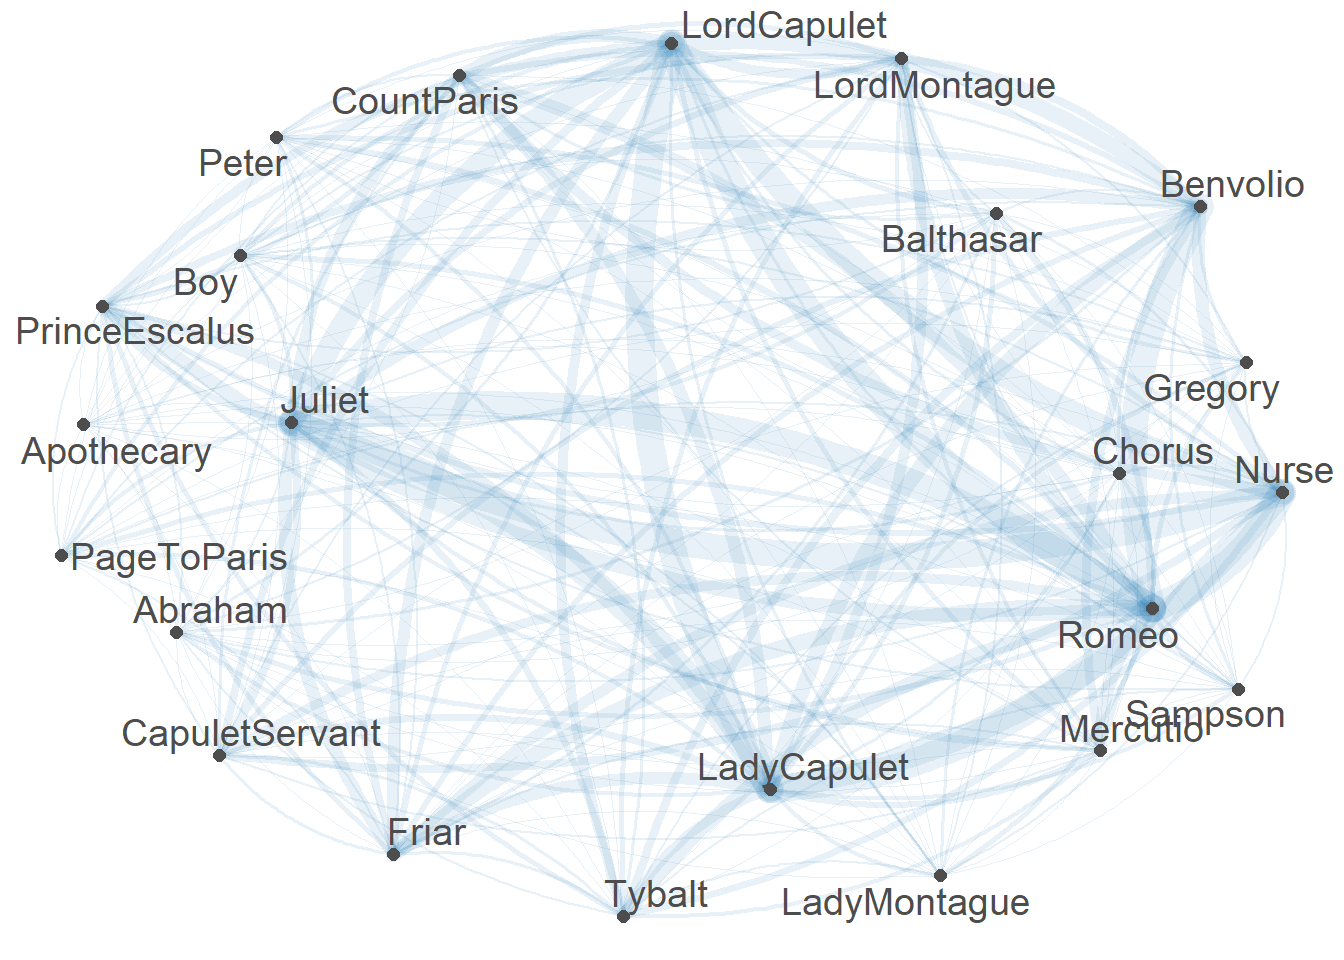 LordCapulet
LordMontague
CountParis
Peter
Benvolio
Balthasar
Boy
PrinceEscalus
Juliet
Gregory
Apothecary
Chorus
Nurse
PageToParis
Abraham
Romeo
Sampson
Mercutio
CapuletServant
LadyCapulet
Friar
Tybalt
LadyMontague